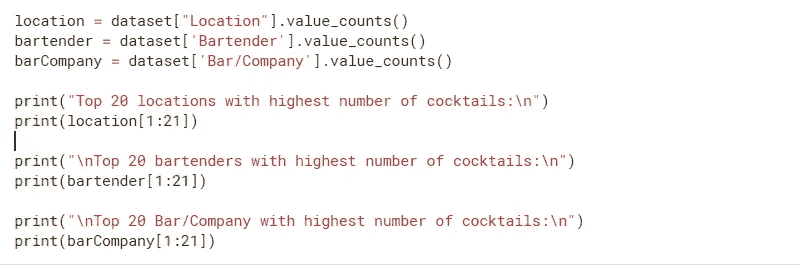 location = dataset["Location"].value_counts()
bartender = dataset['Bartender'].value_counts()
barCompany = dataset['Bar/Company'].value_counts()
print("Top 20 locations with highest number of cocktails:\n")
print(location[1:21])
print("\nTop 20 bartenders with highest number of cocktails:\n")
print(bartender[1:21])
print("\nTop 20 Bar/Company with highest number of cocktails:\n")
print(barCompany[1:21])